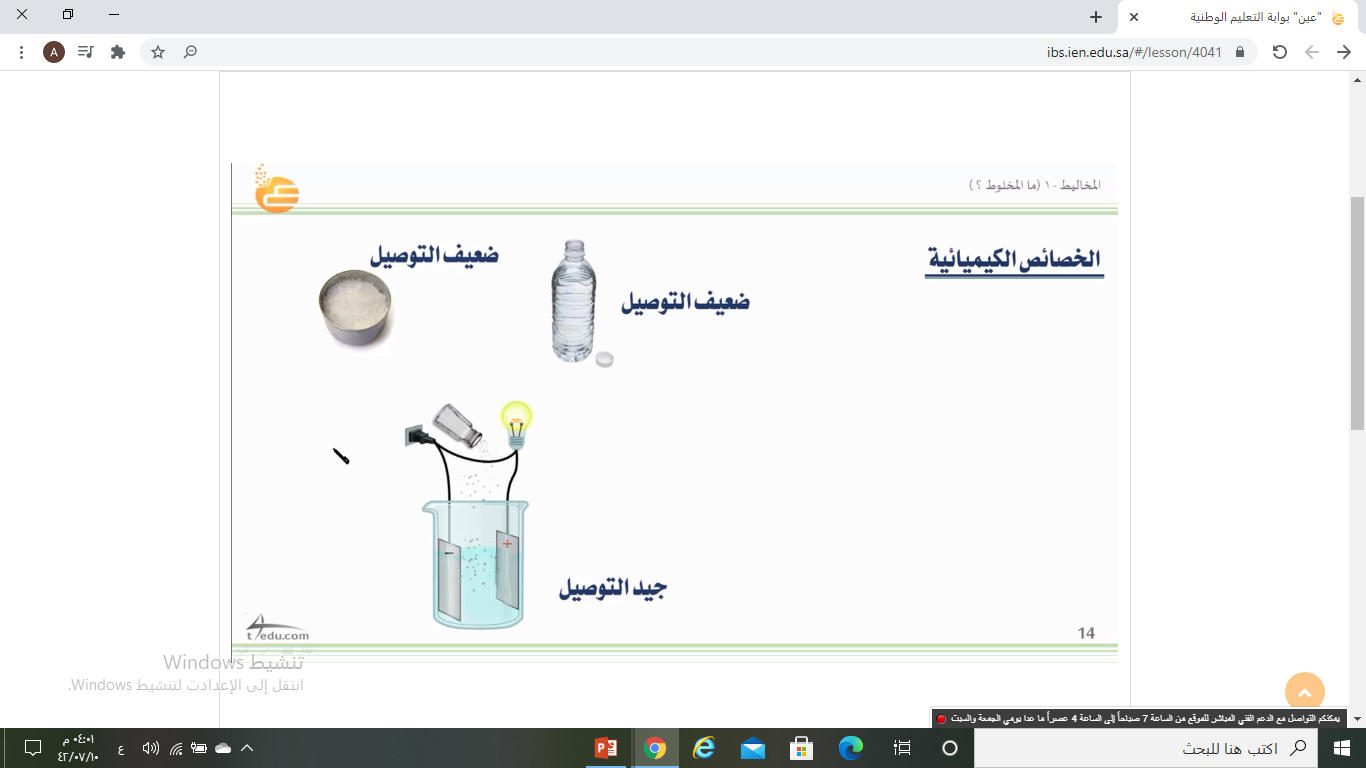 "عين" بوابة التعليم الوطنية
ibs.ien.edu.sa/#/lesson/4041
A
المخاليط - ١ (ما المخلوط ؟)
الخصائص الكيميائية
ضعيف التوصيل
ضعيف التوصيل
جيد التوصيل
14
t4edu.com
تنشيط Windows
انتقل إلى الإعدادت لتنشيط Windows.
يمكنكم التواصل مع الدعم الفني المباشر للموقع من الساعة 7 صباحاً إلى الساعة 4 عصراً ما عدا يومي الجمعة والسبت
اكتب هنا للبحث
ع
٠٤:٠١ م
٤٢/٠٧/١٠